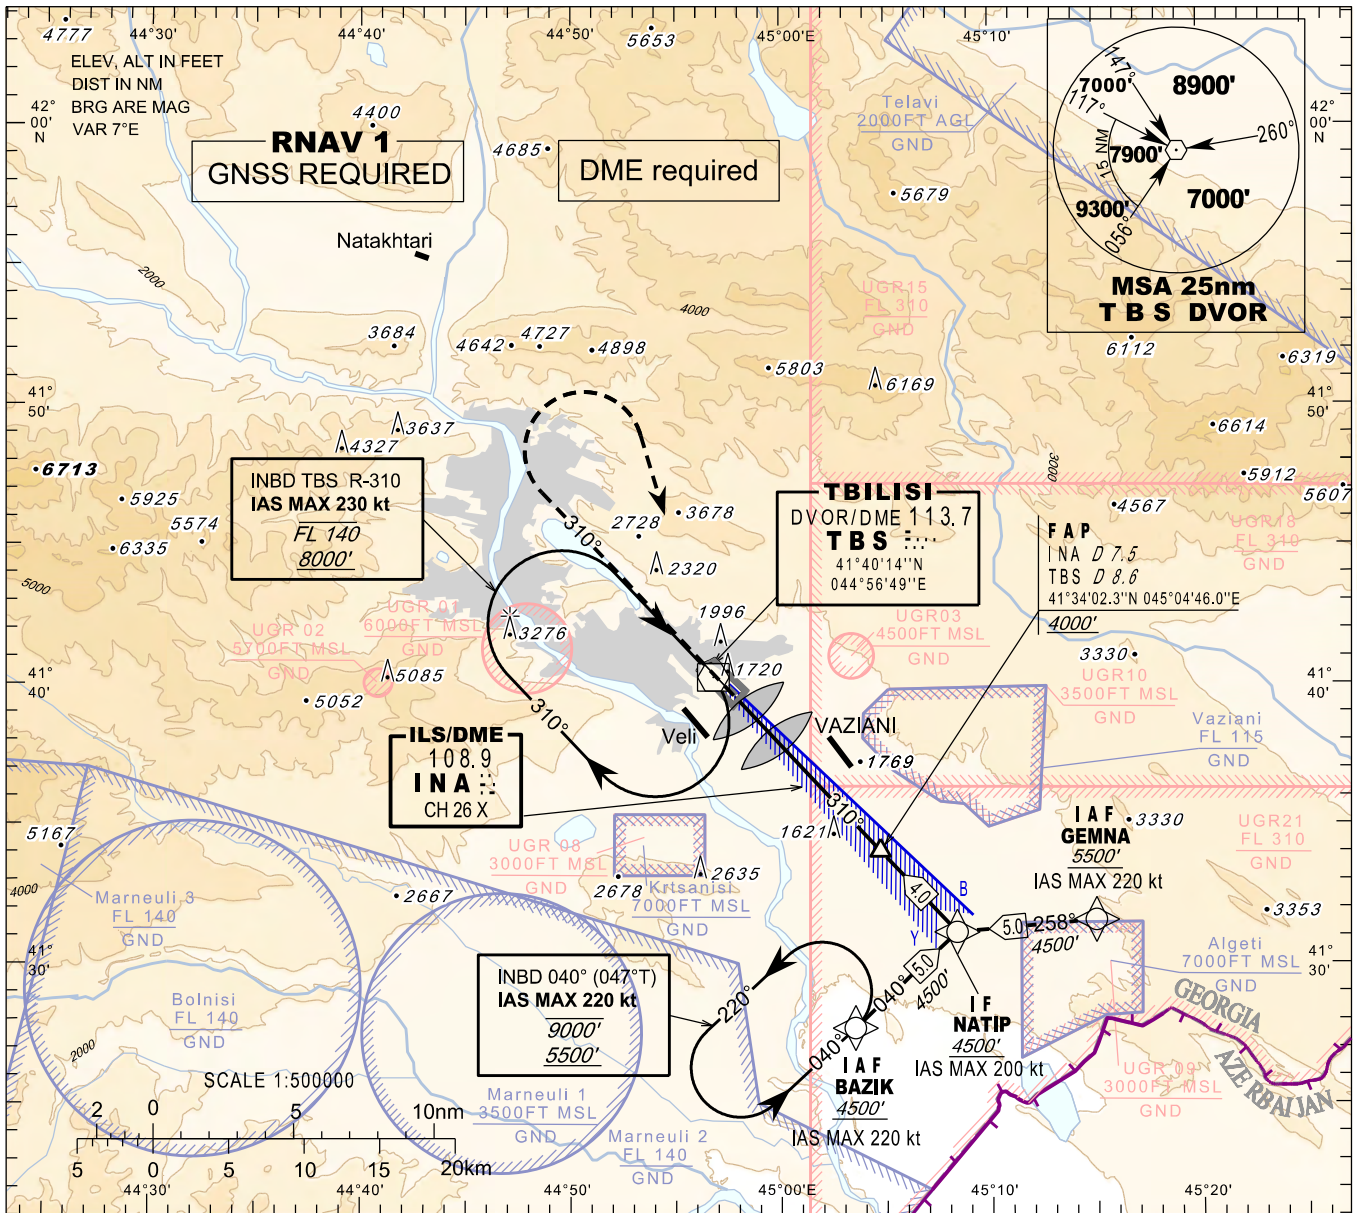 44°30' 44°40' 44°50' 45°00'E 45°10'
4777
ELEV, ALT IN FEET
DIST IN NM
BRG ARE MAG
VAR 7°E
42°
00'
N
4400
RNAV 1
GNSS REQUIRED
4685
DME required
5653
Telavi
2000FT AGL
GND
5679
147°
7000'
117°
8900'
260°
15 NM
7900'
9300'
056°
7000'
MSA 25nm
TBS DVOR
42°
00'
N
Natakhtari
2000
3684
4642
4727
4898
4000
UGR15
FL 310
GND
5803
6169
6112
6319
41°
50'
41°
50'
3637
4327
6713
5925
5574
6335
5000
INBD TBS R-310
IAS MAX 230 kt
FL 140
8000'
310°
2728
3678
2320
TBILISI
DVOR/DME 113.7
TBS
41°40'14''N
044°56'49''E
6614
3000
5912
5607
4567
UGR18
FL 310
GND
FAP
INA D 7.5
TBS D 8.6
41°34'02.3''N 045°04'46.0''E
4000'
UGR 01
6000FT MSL
GND
UGR 02
5700FT MSL
GND
3276
1996
1720
UGR03
4500FT MSL
GND
3330
UGR10
3500FT MSL
GND
41°
40'
41°
40'
5085
5052
310°
Veli
VAZIANI
1769
Vaziani
FL 115
GND
ILS/DME
108.9
INA
CH 26 X
310°
1621
5167
UGR 08
3000FT MSL
GND
2678
2635
Krtsanisi
7000FT MSL
GND
IAF
GEMNA
5500'
IAS MAX 220 kt
3330
UGR21
FL 310
GND
4000
Marneuli 3
FL 140
GND
2667
4.0
B
Y
5.0
258°
4500'
3353
41°
30'
41°
30'
INBD 040° (047°T)
IAS MAX 220 kt
9000'
5500'
220°
040°
040°
5.0
4500'
IF
NATIP
4500'
IAS MAX 200 kt
Algeti
7000FT MSL
GND
GEORGIA
AZERBAIJAN
Bolnisi
FL 140
GND
2000
IAF
BAZIK
4500'
IAS MAX 220 kt
UGR 09
3000FT MSL
GND
SCALE 1:500000
2 0 5 10nm
5 0 5 10 15 20km
Marneuli 1
3500FT MSL
GND
Marneuli 2
FL 140
GND
44°30' 44°40' 44°50' 45°00'E 45°10' 45°20'